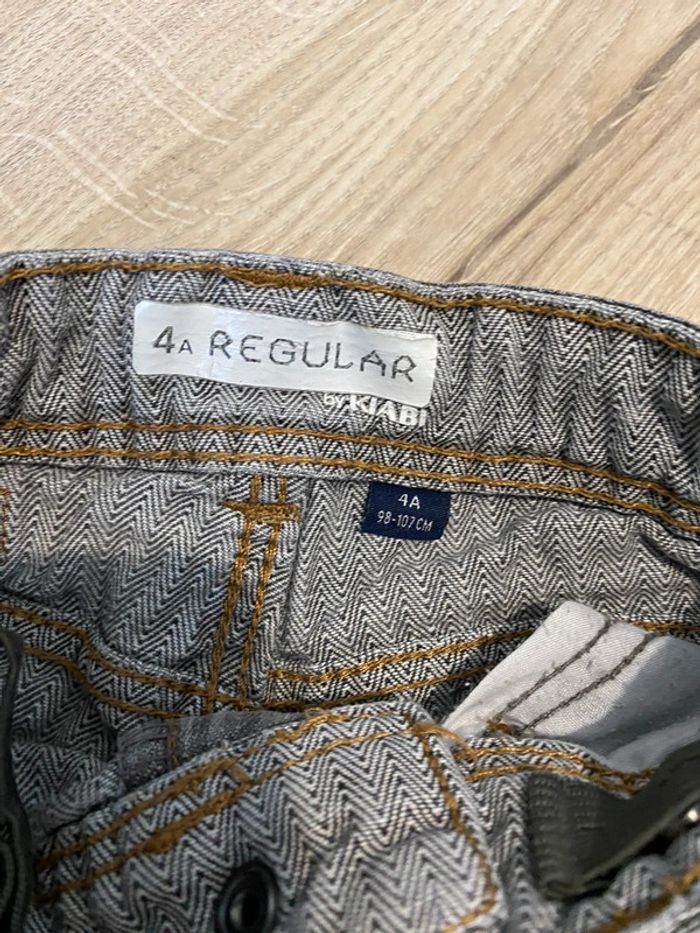 4A REGULAR
by KIABI
4A
98-107 CM